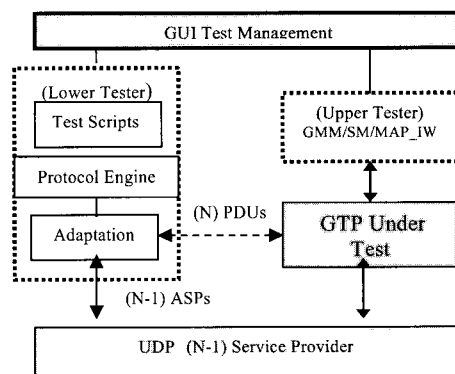 GUI Test Management
(Lower Tester)
Test Scripts
(Upper Tester)
GMM/SM/MAP_IW
Protocol Engine
(N) PDUs
Adaptation
GTP Under
Test
(N-1) ASPs
UDP (N-1) Service Provider